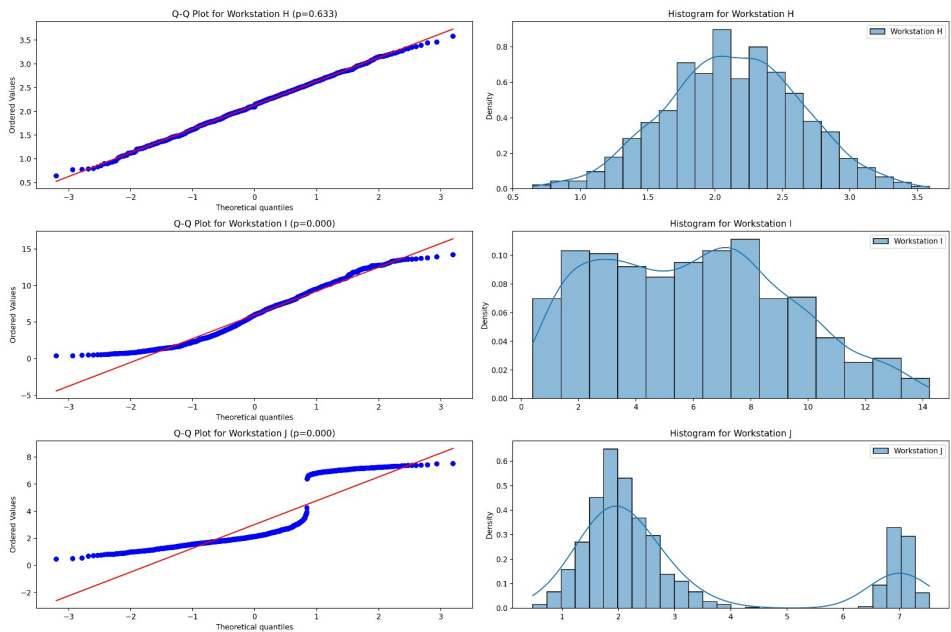 Q-Q Plot for Workstation H (p=0.633)
Ordered Values
3.5
3.0
2.5
2.0
1.5
1.0
0.5
−3 −2 −1 0 1 2 3
Theoretical quantiles
Histogram for Workstation H
Workstation H
Density
0.8
0.6
0.4
0.2
0.0
0.5 1.0 1.5 2.0 2.5 3.0 3.5
Q-Q Plot for Workstation I (p=0.000)
Ordered Values
15
10
5
0
−5
−3 −2 −1 0 1 2 3
Theoretical quantiles
Histogram for Workstation I
Workstation I
Density
0.10
0.08
0.06
0.04
0.02
0.00
0 2 4 6 8 10 12 14
Q-Q Plot for Workstation J (p=0.000)
Ordered Values
8
6
4
2
0
−2
−3 −2 −1 0 1 2 3
Theoretical quantiles
Histogram for Workstation J
Workstation J
Density
0.6
0.5
0.4
0.3
0.2
0.1
0.0
1 2 3 4 5 6 7